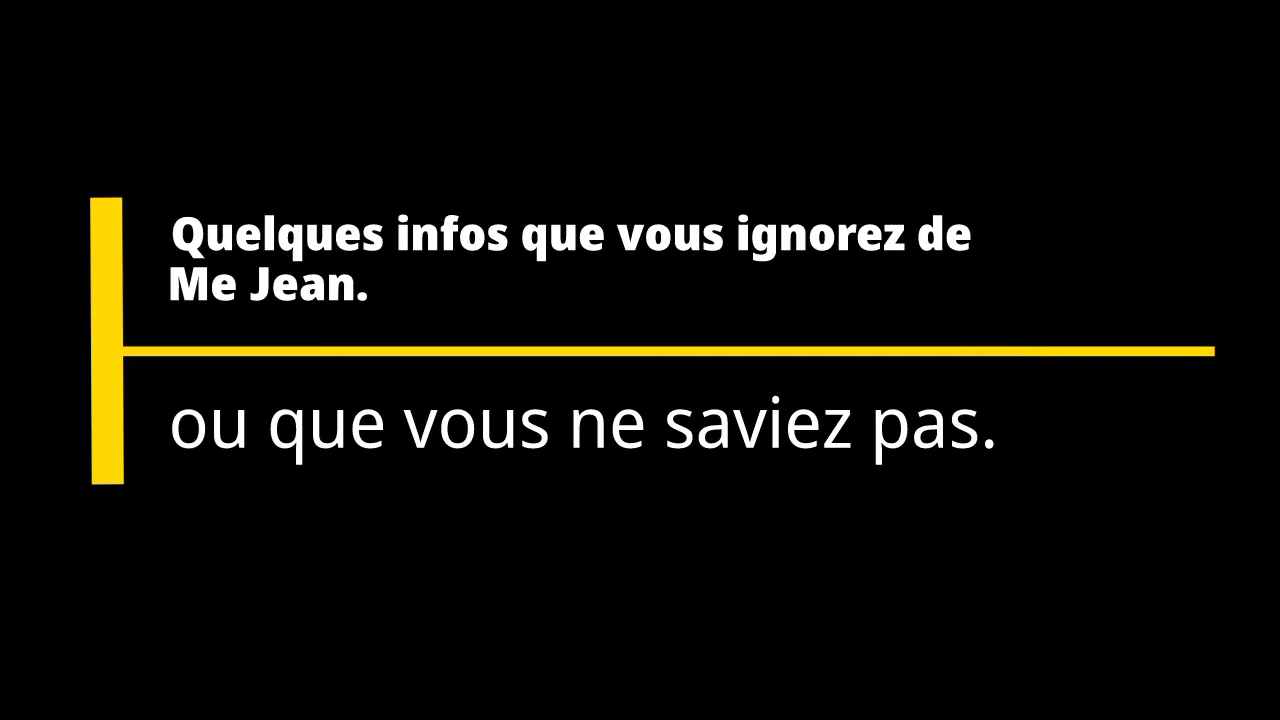 Quelques infos que vous ignorez de
Me Jean.
ou que vous ne saviez pas.